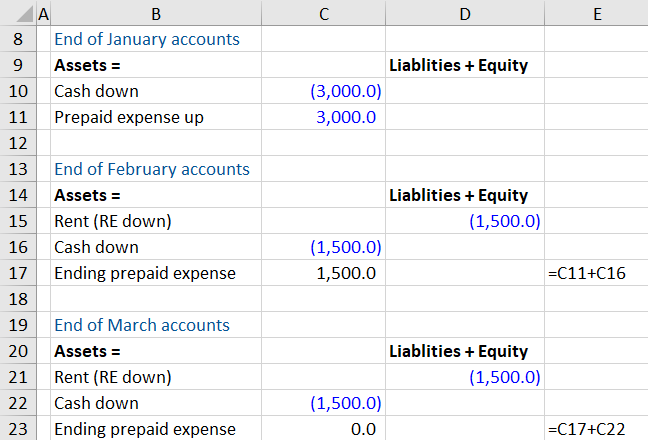 A B C D E
8 End of January accounts
9 Assets = Liablities + Equity
10 Cash down (3,000.0)
11 Prepaid expense up 3,000.0
12
13 End of February accounts
14 Assets = Liablities + Equity
15 Rent (RE down) (1,500.0)
16 Cash down (1,500.0)
17 Ending prepaid expense 1,500.0 =C11+C16
18
19 End of March accounts
20 Assets = Liablities + Equity
21 Rent (RE down) (1,500.0)
22 Cash down (1,500.0)
23 Ending prepaid expense 0.0 =C17+C22